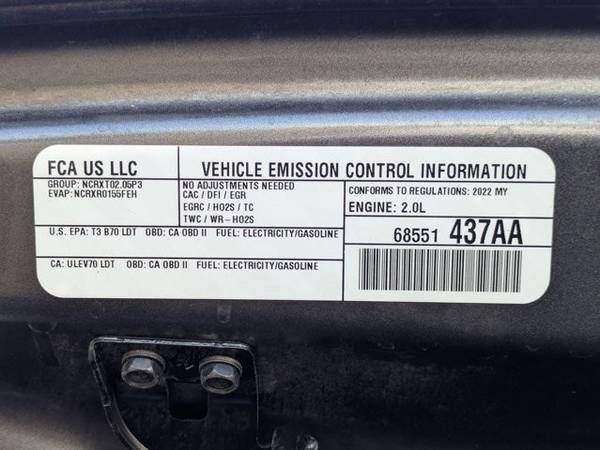 FCA US LLC
GROUP: NCRXT02.05P3
EVAP: NCRXR0155FEH
VEHICLE EMISSION CONTROL INFORMATION
NO ADJUSTMENTS NEEDED
CAC / DFI / EGR
EGRC / HO2S / TC
TWC / WR-HO2S
CONFORMS TO REGULATIONS: 2022 MY
ENGINE: 2.0L
U.S. EPA: T3 B70 LDT OBD: CA OBD II FUEL: ELECTRICITY/GASOLINE
CA: ULEV70 LDT OBD: CA OBD II FUEL: ELECTRICITY/GASOLINE
68551 437AA